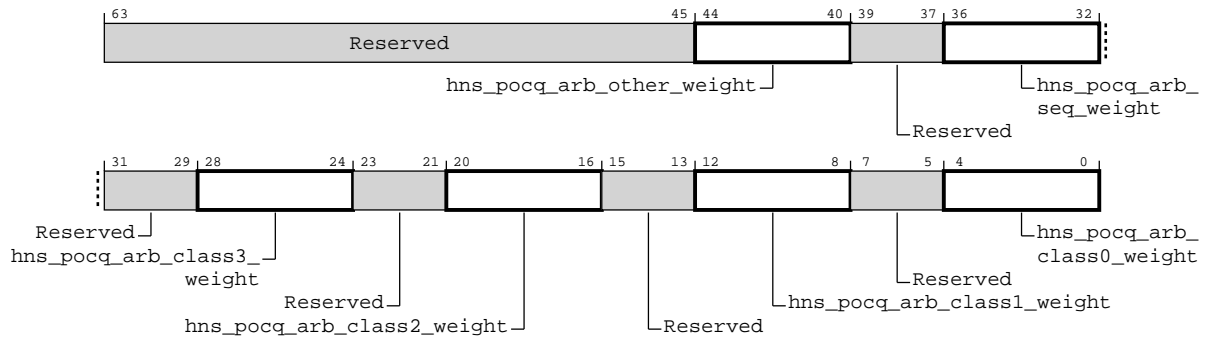 63 45 44 40 39 37 36 32
Reserved
hns_pocq_arb_other_weight
hns_pocq_arb_
seq_weight
Reserved
31 29 28 24 23 21 20 16 15 13 12 8 7 5 4 0
Reserved
hns_pocq_arb_class3_
weight
hns_pocq_arb_
class0_weight
Reserved
Reserved
hns_pocq_arb_class1_weight
hns_pocq_arb_class2_weight
Reserved